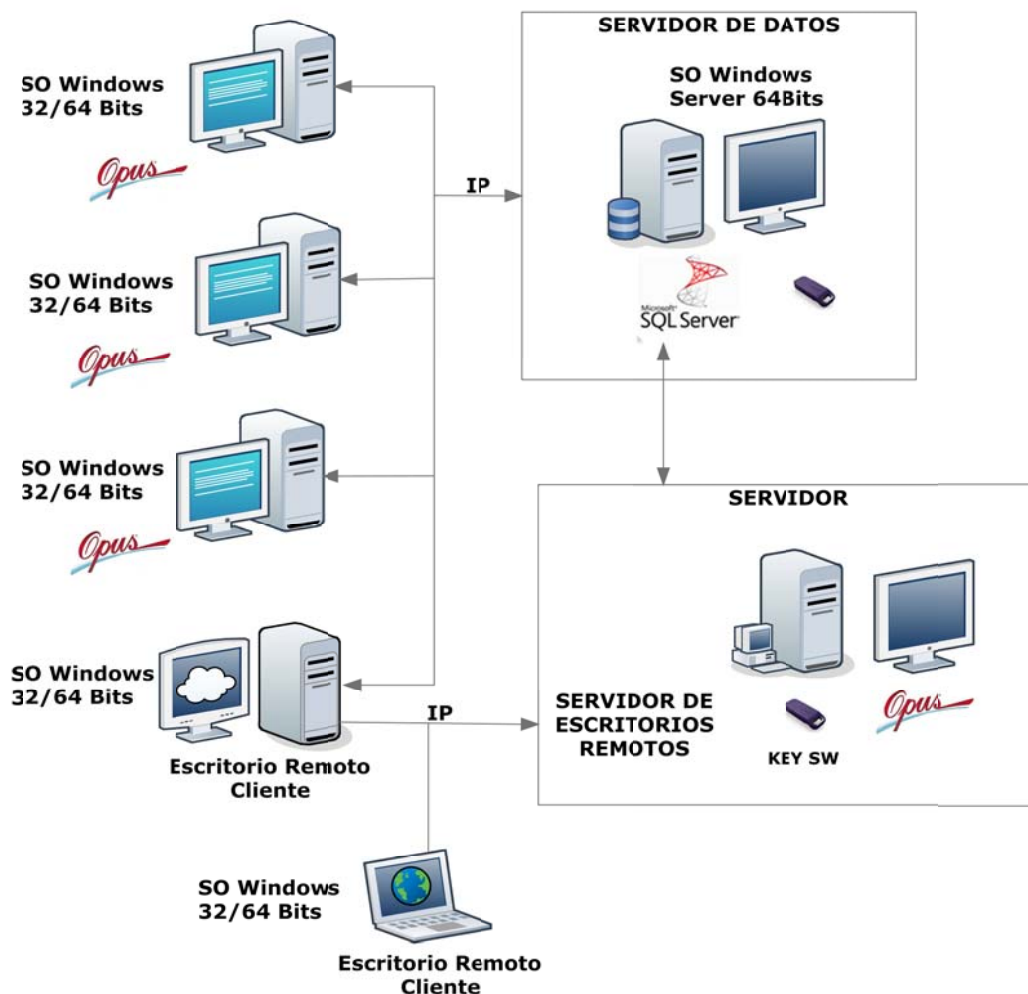 SERVIDOR DE DATOS
SO Windows
Server 64Bits
Microsoft®
SQL Server
SO Windows
32/64 Bits
Opus
IP
SO Windows
32/64 Bits
Opus
SO Windows
32/64 Bits
Opus
SERVIDOR
SERVIDOR DE
ESCRITORIOS
REMOTOS
KEY SW
Opus
SO Windows
32/64 Bits
IP
Escritorio Remoto
Cliente
SO Windows
32/64 Bits
Escritorio Remoto
Cliente